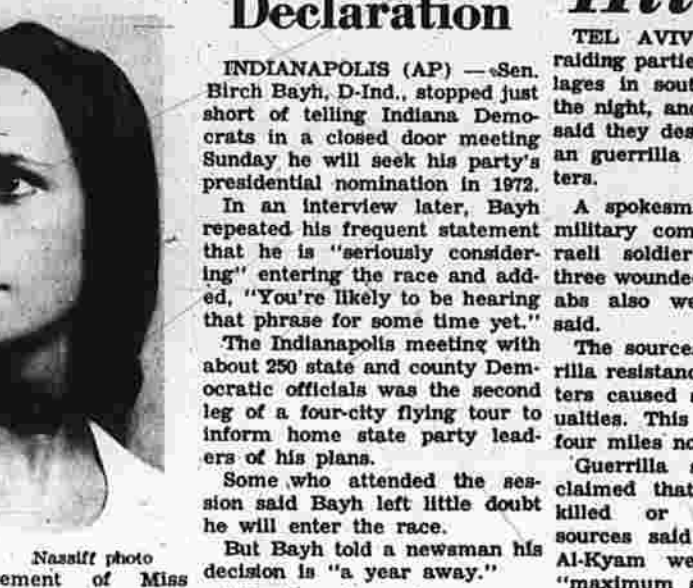 Declaration
INDIANAPOLIS (AP) — Sen.
Birch Bayh, D-Ind., stopped just
short of telling Indiana Demo-
crats in a closed door meeting
Sunday he will seek his party's
presidential nomination in 1972.
In an interview later, Bayh
repeated his frequent statement
that he is "seriously consider-
ing" entering the race and add-
ed, "You're likely to be hearing
that phrase for some time yet."
The Indianapolis meeting with
about 250 state and county Dem-
ocratic officials was the second
leg of a four-city flying tour to
inform home state party lead-
ers of his plans.
Some who attended the ses-
sion said Bayh left little doubt
he will enter the race.
But Bayh told a newsman his
decision is "a year away."
TEL AVIV
raiding partie
lages in sout
the night, an
said they des
an guerrilla
ters.
A spokesm
military com
raeli soldier
three wounde
abs also we
said.
The sources
rilla resistanc
ters caused
ualties. This
four miles no
Guerrilla
claimed that
killed or
sources said
Al-Kyam we
"maximum
Nassiff photo
ement of Miss